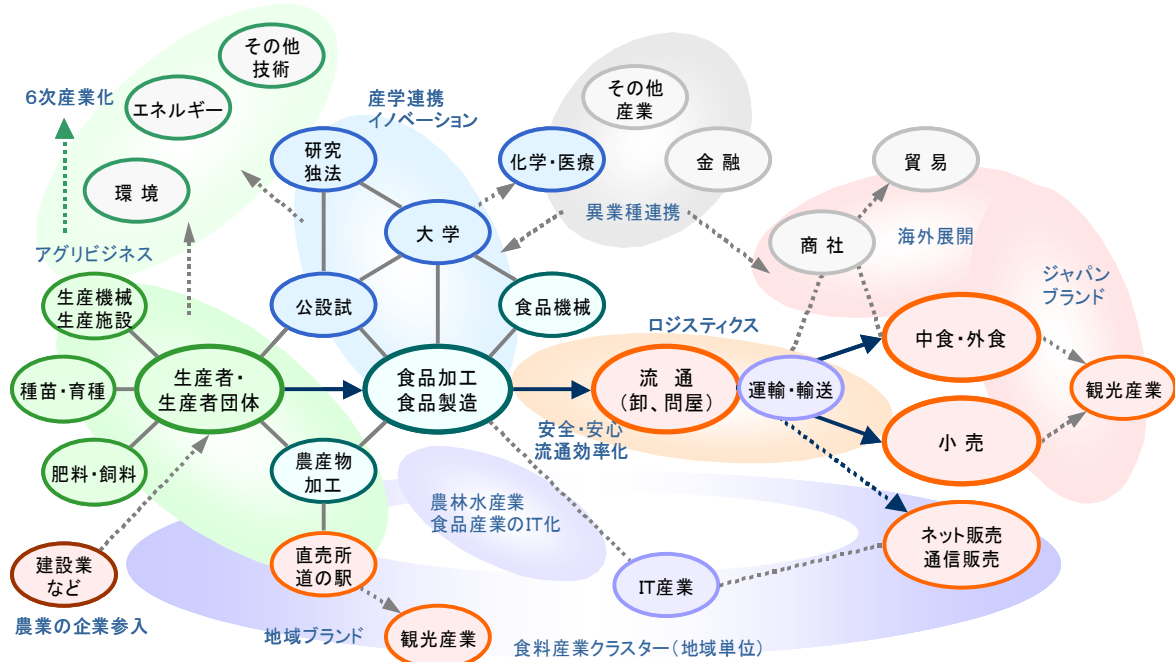 その他
技術
6次産業化
エネルギー
産学連携
イノベーション
その他
産業
研究
独法
化学・医療
金融
貿易
環境
大学
異業種連携
商社
海外展開
アグリビジネス
生産機械
生産施設
公設試
食品機械
ジャパン
ブランド
ロジスティクス
中食・外食
種苗・育種
生産者・
生産者団体
食品加工
食品製造
流通
(卸、問屋)
運輸・輸送
観光産業
安全・安心
流通効率化
小売
肥料・飼料
農産物
加工
農林水産業
食品産業のIT化
ネット販売
通信販売
建設業
など
直売所
道の駅
IT産業
農業の企業参入
地域ブランド
観光産業
食料産業クラスター(地域単位)